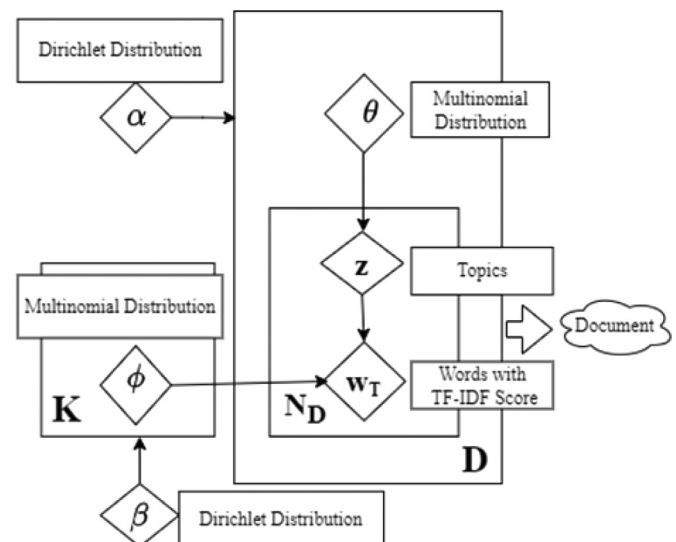 Dirichlet Distribution
α
θ
Multinomial
Distribution
z
Topics
Multinomial Distribution
Document
ϕ
w_T
Words with
TF-IDF Score
K
N_D
D
β
Dirichlet Distribution